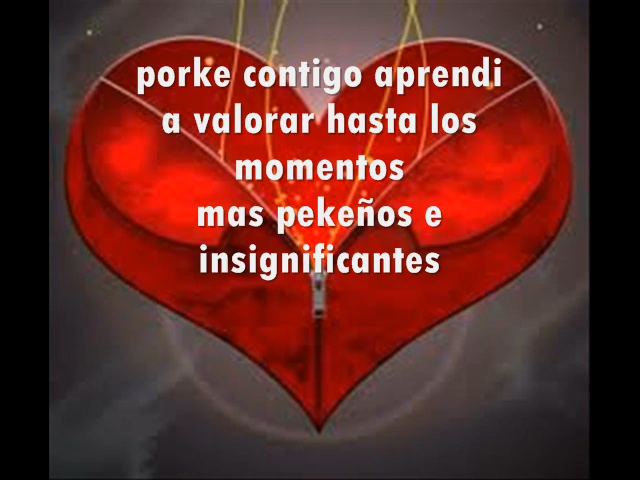 porke contigo aprendi
a valorar hasta los
momentos
mas pekeños e
insignificantes